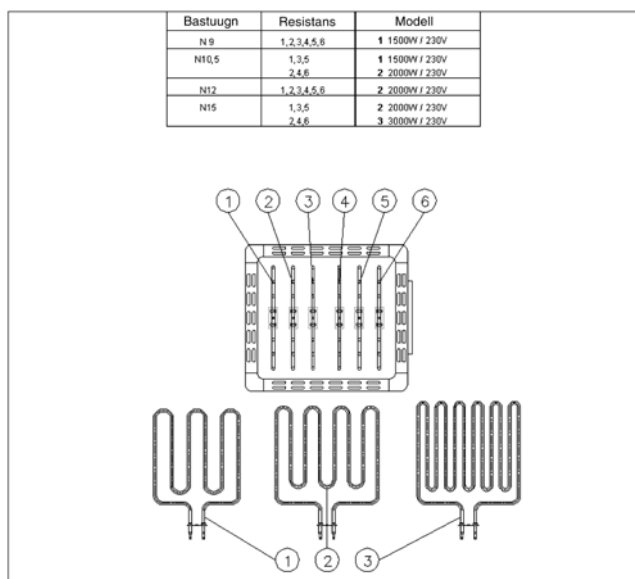 Bastuugn Resistans Modell
N 9 1,2,3,4,5,6 1 1500W / 230V
N10,5 1,3,5 1 1500W / 230V
2,4,6 2 2000W / 230V
N12 1,2,3,4,5,6 2 2000W / 230V
N15 1,3,5 2 2000W / 230V
2,4,6 3 3000W / 230V
1 2 3 4 5 6
1 2 3